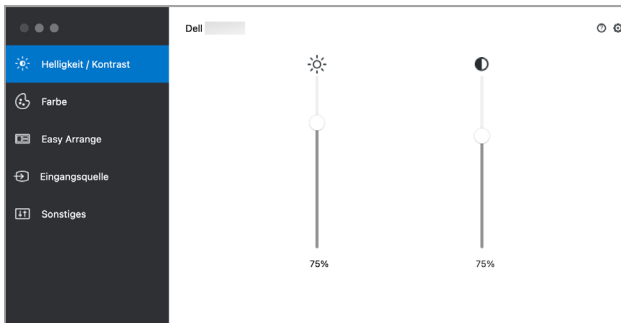 Dell
Helligkeit / Kontrast
Farbe
Easy Arrange
Eingangsquelle
Sonstiges
75%
75%